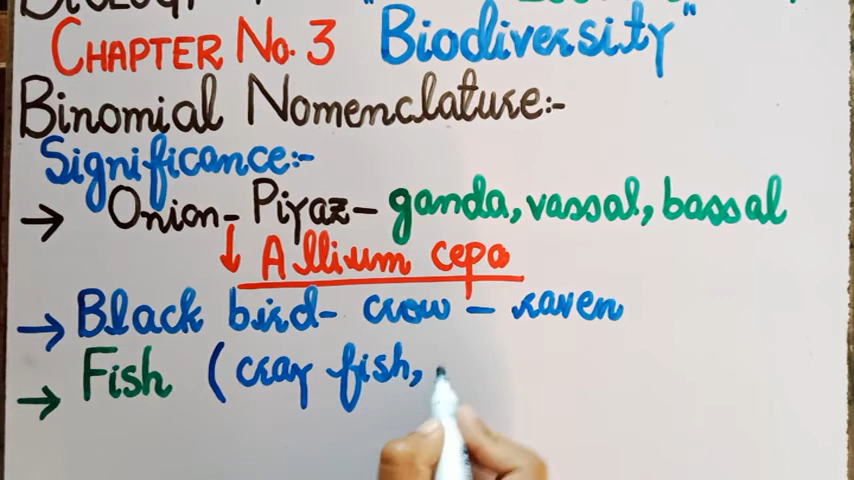 CHAPTER No. 3 "Biodiversity"
Binomial Nomenclature:-
Significance:-
→ Onion- Piyaz- ganda, vassal, bassal
↓ Allium cepa
→ Black bird- crow - raven
→ Fish (cray fish,